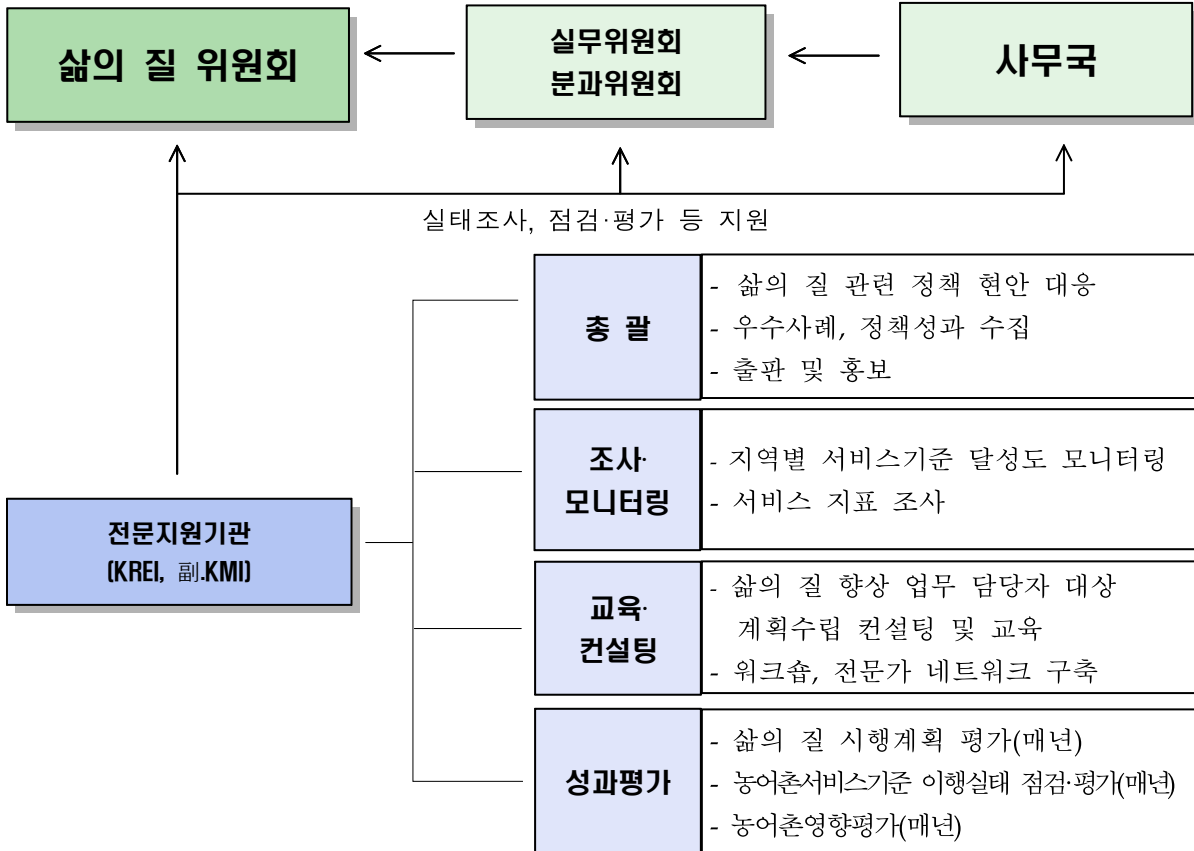 삶의 질 위원회
실무위원회
분과위원회
사무국
실태조사, 점검·평가 등 지원
전문지원기관
(KREI, 副.KMI)
총 괄
- 삶의 질 관련 정책 현안 대응
- 우수사례, 정책성과 수집
- 출판 및 홍보
조사·
모니터링
- 지역별 서비스기준 달성도 모니터링
- 서비스 지표 조사
교육·
컨설팅
- 삶의 질 향상 업무 담당자 대상
계획수립 컨설팅 및 교육
- 워크숍, 전문가 네트워크 구축
성과평가
- 삶의 질 시행계획 평가(매년)
- 농어촌서비스기준 이행실태 점검·평가(매년)
- 농어촌영향평가(매년)